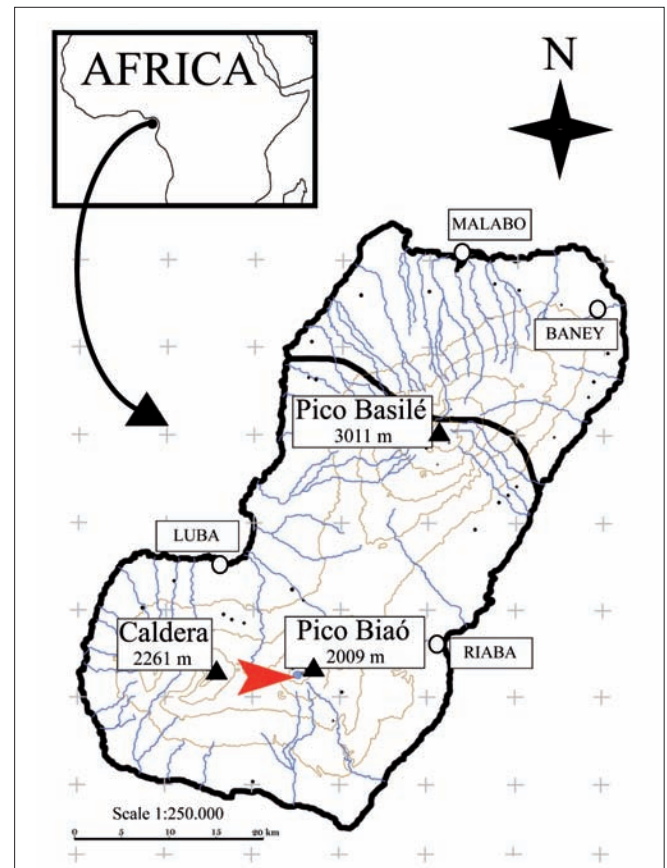 AFRICA
N
MALABO
BANEY
Pico Basilé
3011 m
LUBA
Caldera
2261 m
Pico Biaó
2009 m
RIABA
Scale 1:250.000
0 5 10 15 20 km